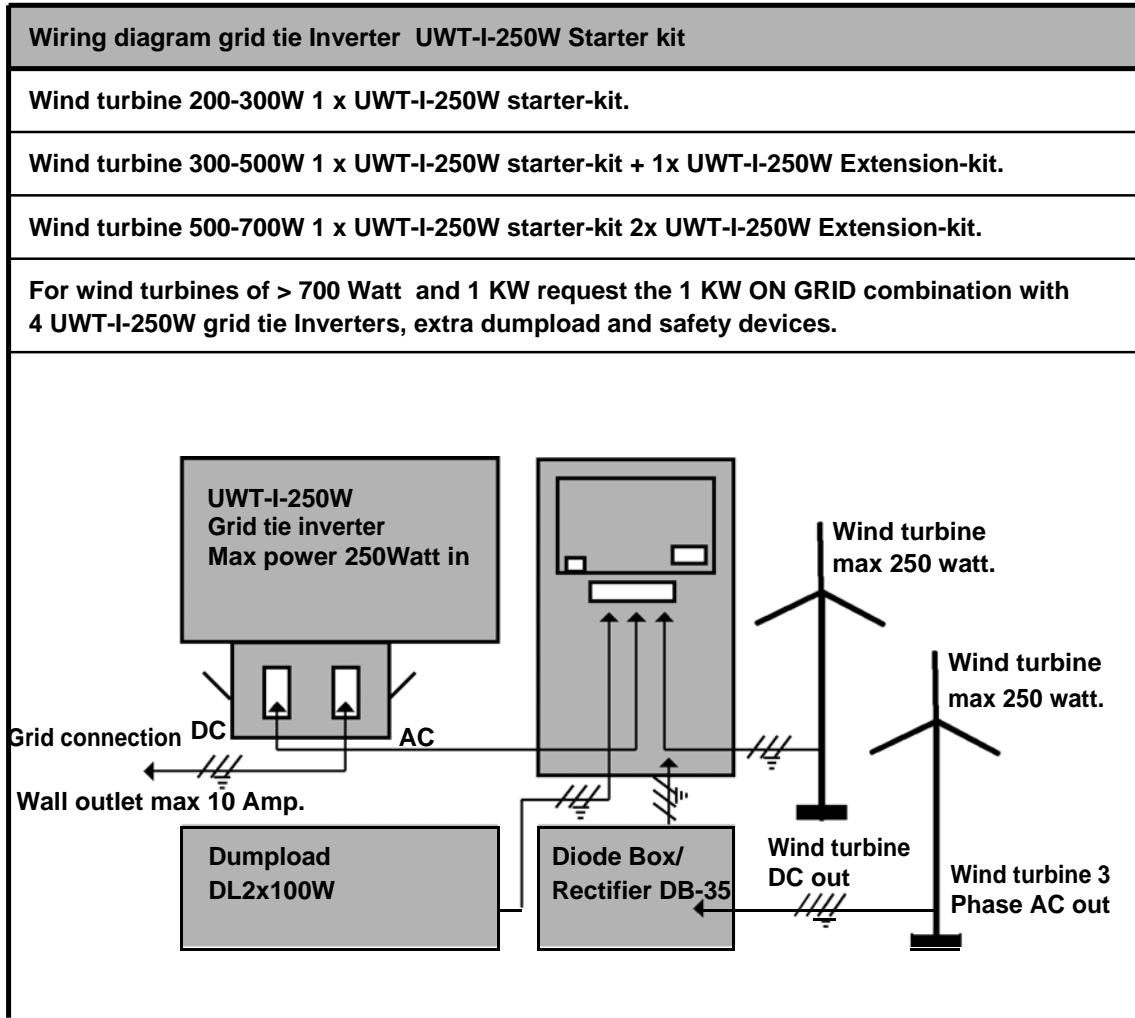 Wiring diagram grid tie Inverter UWT-I-250W Starter kit
Wind turbine 200-300W 1 x UWT-I-250W starter-kit.
Wind turbine 300-500W 1 x UWT-I-250W starter-kit + 1x UWT-I-250W Extension-kit.
Wind turbine 500-700W 1 x UWT-I-250W starter-kit 2x UWT-I-250W Extension-kit.
For wind turbines of > 700 Watt and 1 KW request the 1 KW ON GRID combination with
4 UWT-I-250W grid tie Inverters, extra dumpload and safety devices.
UWT-I-250W
Grid tie inverter
Max power 250Watt in
Wind turbine
max 250 watt.
Wind turbine
max 250 watt.
DC
AC
Grid connection
Wall outlet max 10 Amp.
Dumpload
DL2x100W
Diode Box/
Rectifier DB-35
Wind turbine
DC out
Wind turbine 3
Phase AC out